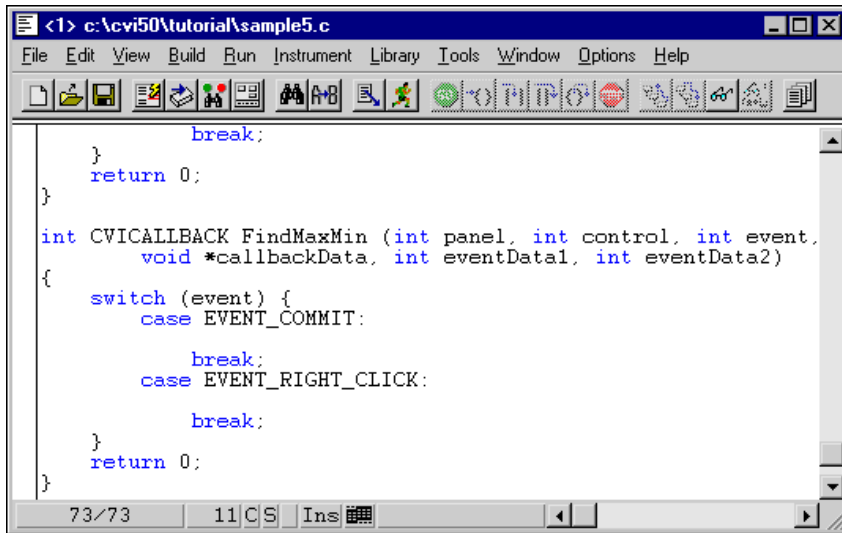 <1> c:\cvi50\tutorial\sample5.c
File Edit View Build Run Instrument Library Tools Window Options Help
break;
}
return 0;
}
int CVICALLBACK FindMaxMin (int panel, int control, int event,
void *callbackData, int eventData1, int eventData2)
{
switch (event) {
case EVENT_COMMIT:
break;
case EVENT_RIGHT_CLICK:
break;
}
return 0;
}
73/73 11 C S Ins